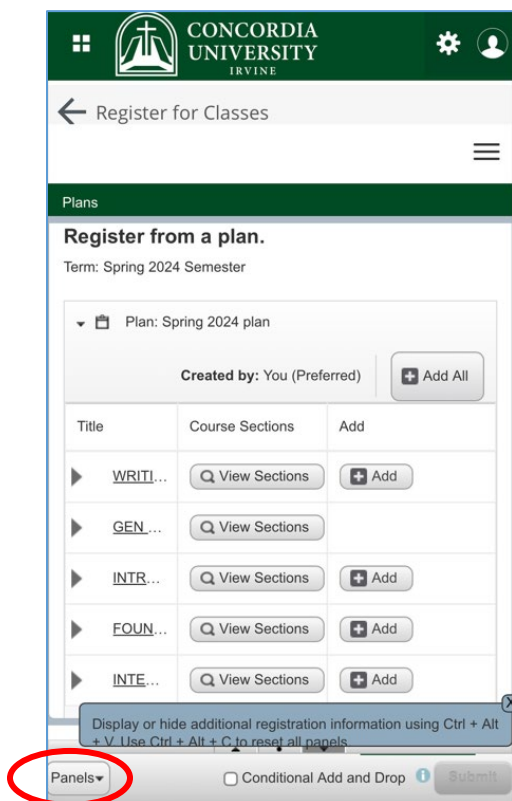 CONCORDIA
UNIVERSITY
IRVINE
Register for Classes
Plans
Register from a plan.
Term: Spring 2024 Semester
Plan: Spring 2024 plan
Created by: You (Preferred) Add All
Title Course Sections Add
WRITI... View Sections Add
GEN ... View Sections
INTR... View Sections Add
FOUN... View Sections Add
INTE... View Sections Add
Display or hide additional registration information using Ctrl + Alt
+ V. Use Ctrl + Alt + C to reset all panels
Panels Conditional Add and Drop Submit